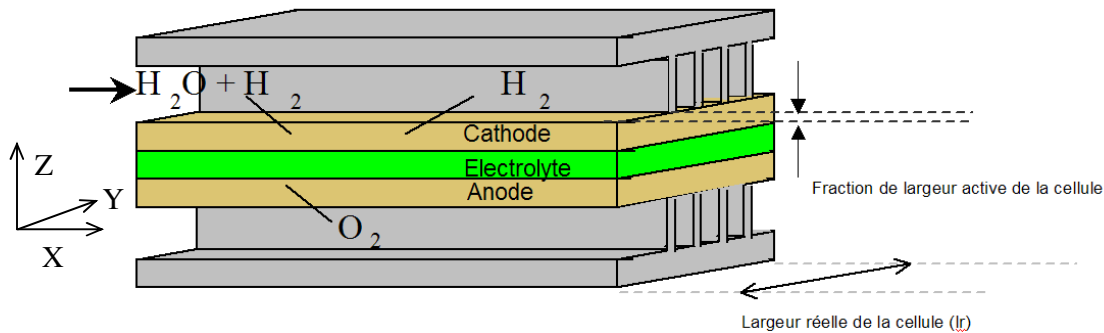 H2O + H2 H2
Cathode
Electrolyte
Anode
O2
Z
Y
X
Fraction de largeur active de la cellule
Largeur réelle de la cellule (lr)